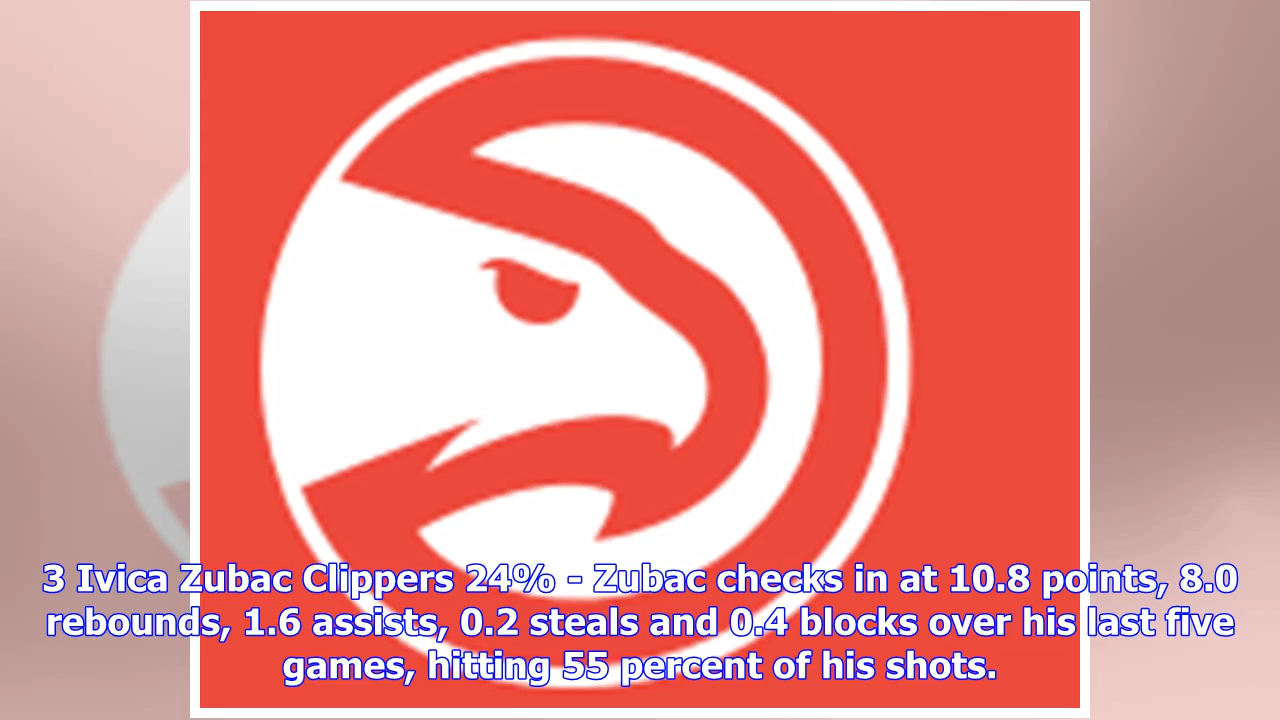 3 Ivica Zubac Clippers 24% - Zubac checks in at 10.8 points, 8.0
rebounds, 1.6 assists, 0.2 steals and 0.4 blocks over his last five
games, hitting 55 percent of his shots.